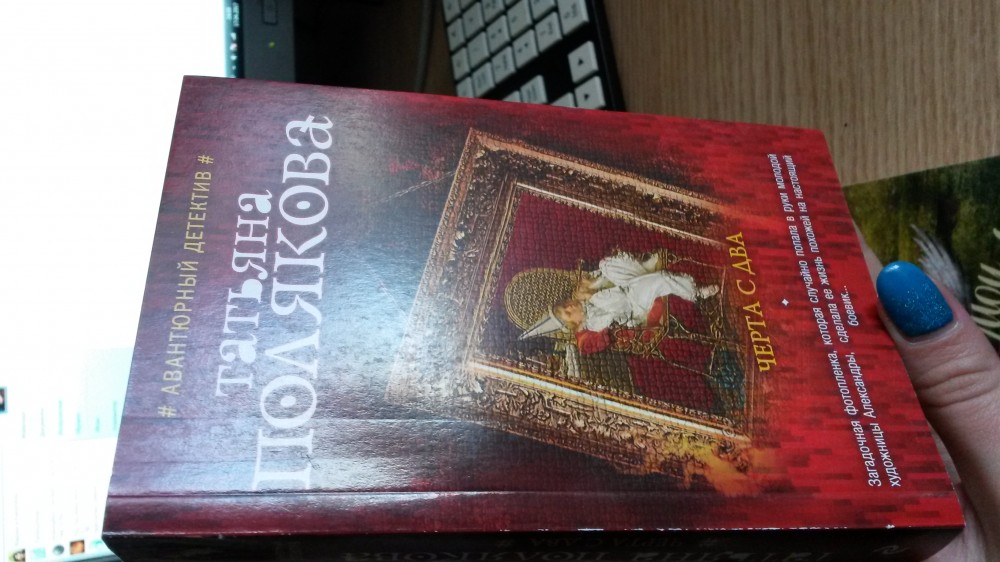 # АВАНТЮРНЫЙ ДЕТЕКТИВ #
ТАТЬЯНА
ПОЛЯКОВА
ЧЕРТА С ДВА
Загадочная фотопленка, которая случайно попала в руки молодой
художницы Александры, сделала ее жизнь похожей на настоящий
боевик...